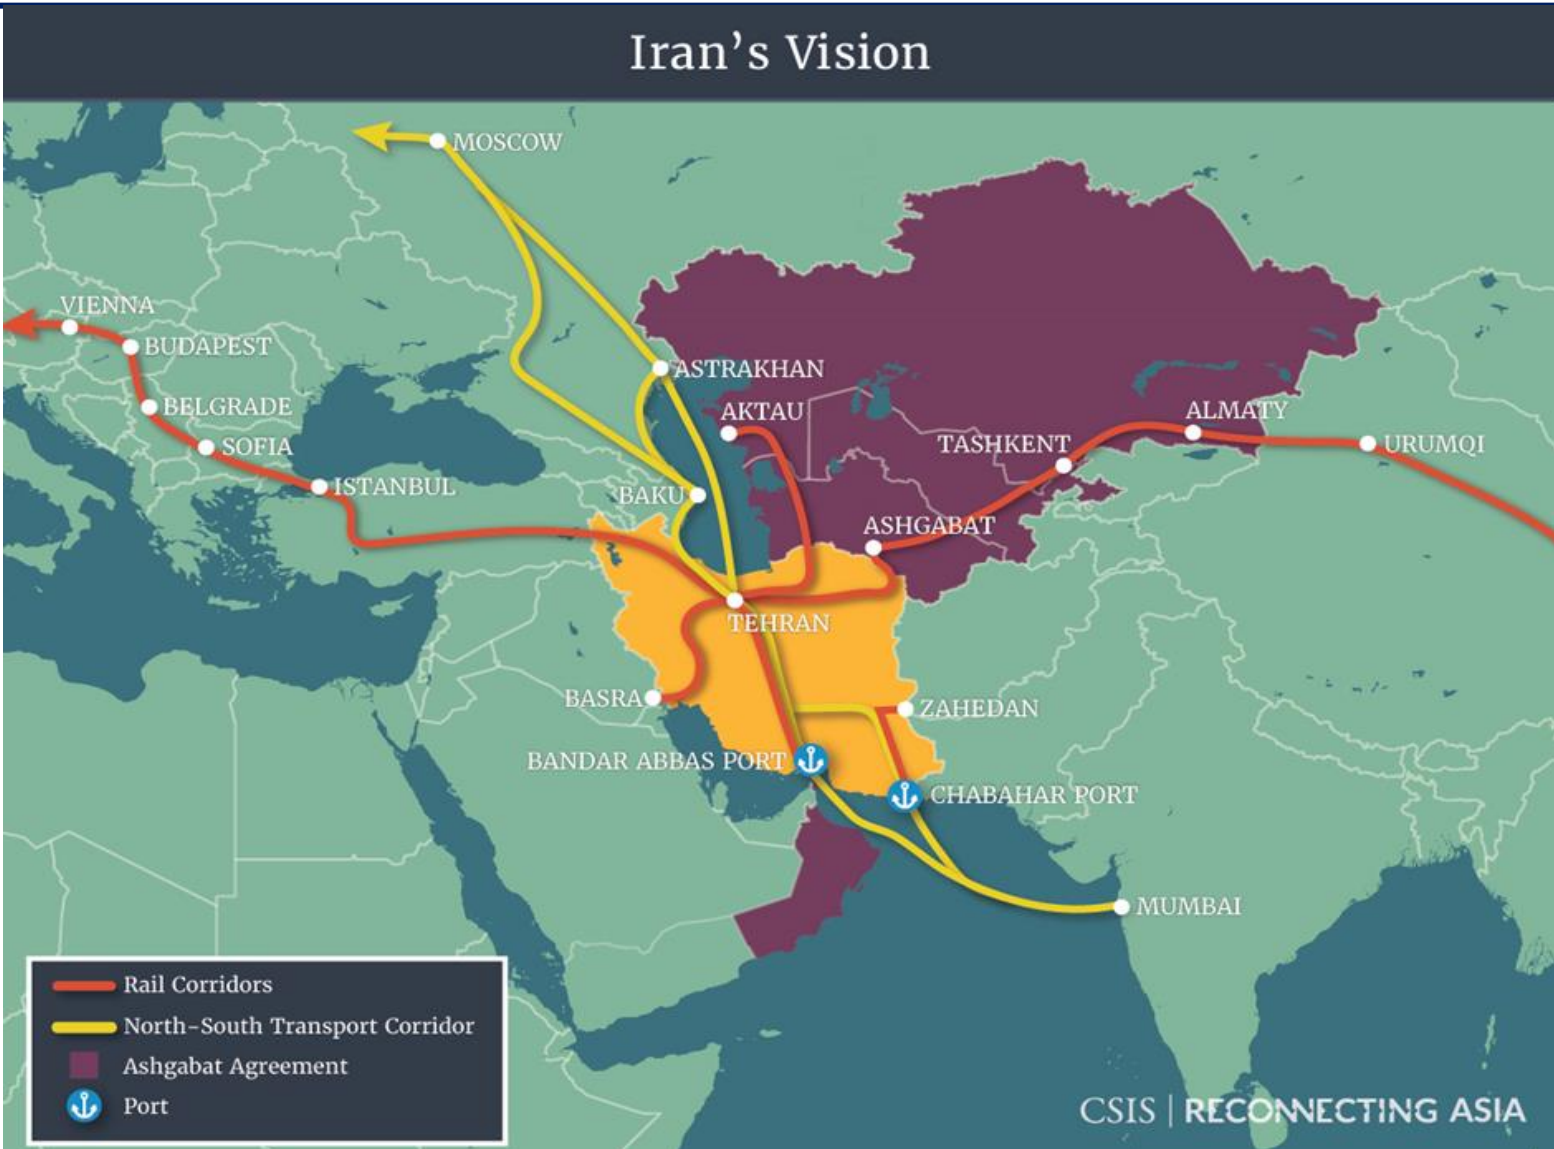 Iran’s Vision
MOSCOW
VIENNA
BUDAPEST
ASTRAKHAN
BELGRADE
AKTAU
ALMATY
SOFIA
TASHKENT
URUMQI
ISTANBUL
BAKU
ASHGABAT
TEHRAN
BASRA
ZAHEDAN
BANDAR ABBAS PORT
CHABAHAR PORT
MUMBAI
Rail Corridors
North-South Transport Corridor
Ashgabat Agreement
Port
CSIS | RECONNECTING ASIA